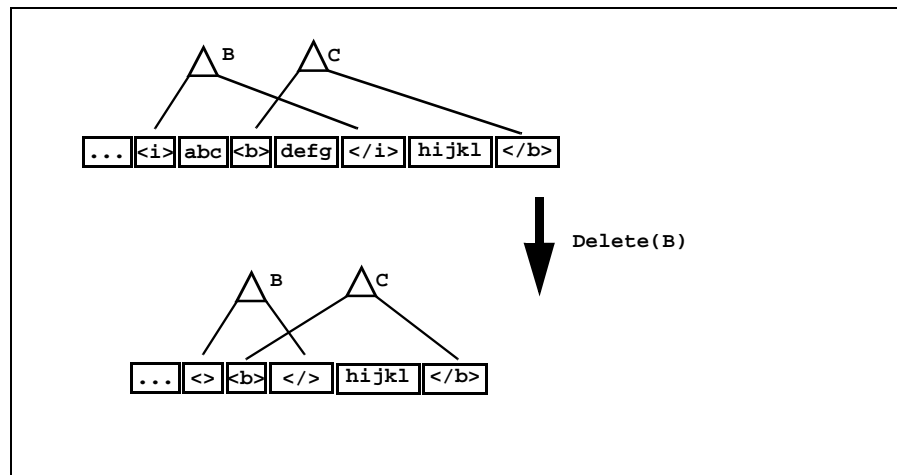 B C
... <i> abc <b> defg </i> hijkl </b>
Delete(B)
B C
... <> <b> </> hijkl </b>